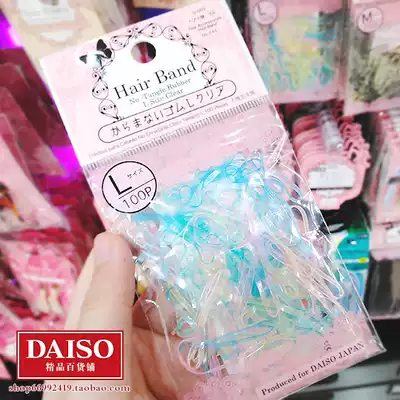 Hair Band
No-Tangle Rubber
L Size Clear
からまないゴムLクリア
L
サイズ
100P
Produced for DAISO JAPAN
L
M
DAISO
精品百货铺
shop66092419.taobao.com